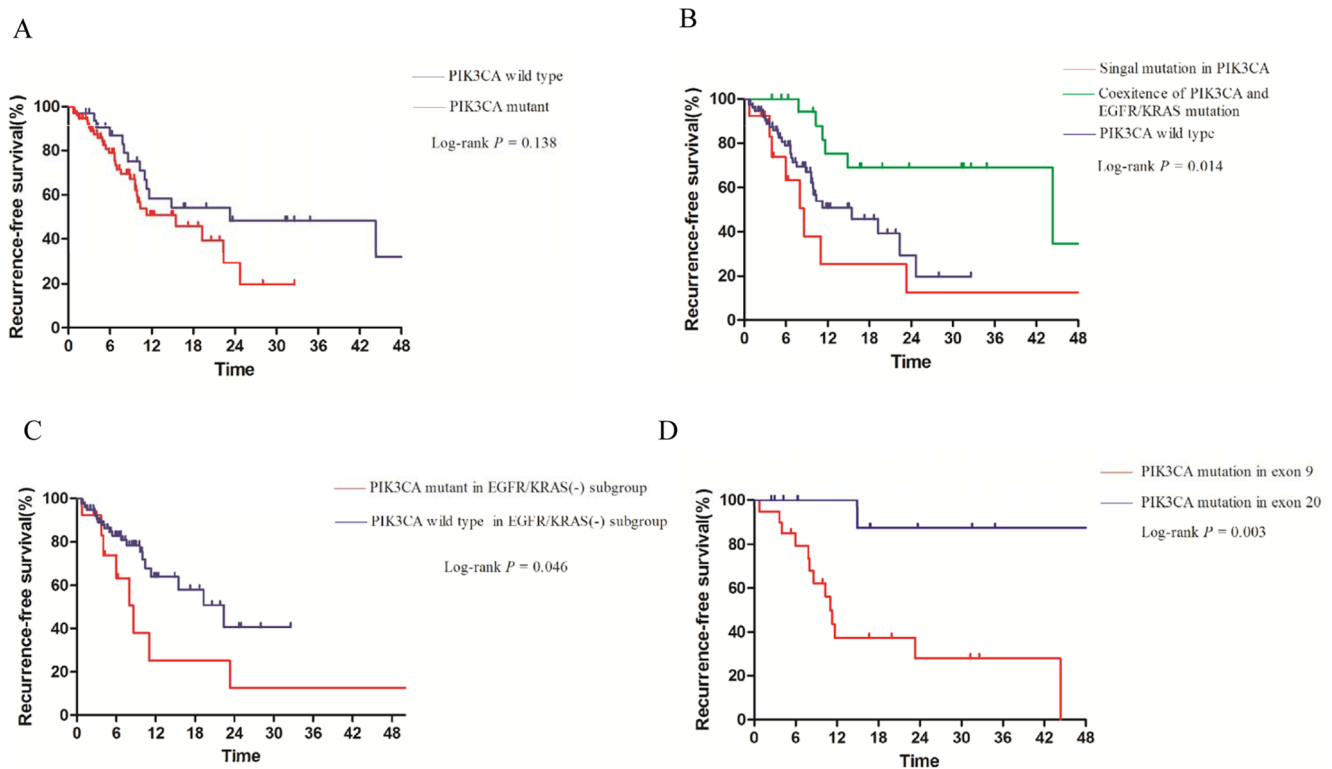 A
PIK3CA wild type
PIK3CA mutant
Log-rank P = 0.138
Recurrence-free survival(%)
100
80
60
40
20
0
0 6 12 18 24 30 36 42 48
Time
B
Singal mutation in PIK3CA
Coexitence of PIK3CA and
EGFR/KRAS mutation
PIK3CA wild type
Log-rank P = 0.014
Recurrence-free survival(%)
100
80
60
40
20
0
0 6 12 18 24 30 36 42 48
Time
C
PIK3CA mutant in EGFR/KRAS(-) subgroup
PIK3CA wild type in EGFR/KRAS(-) subgroup
Log-rank P = 0.046
Recurrence-free survival(%)
100
80
60
40
20
0
0 6 12 18 24 30 36 42 48
Time
D
PIK3CA mutation in exon 9
PIK3CA mutation in exon 20
Log-rank P = 0.003
Recurrence-free survival(%)
100
80
60
40
20
0
0 6 12 18 24 30 36 42 48
Time